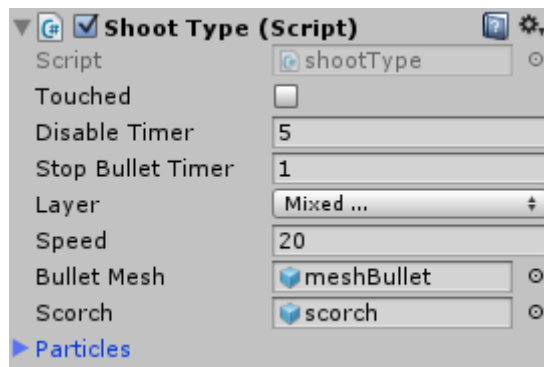 Shoot Type (Script)
Script shootType
Touched
Disable Timer 5
Stop Bullet Timer 1
Layer Mixed ...
Speed 20
Bullet Mesh meshBullet
Scorch scorch
Particles